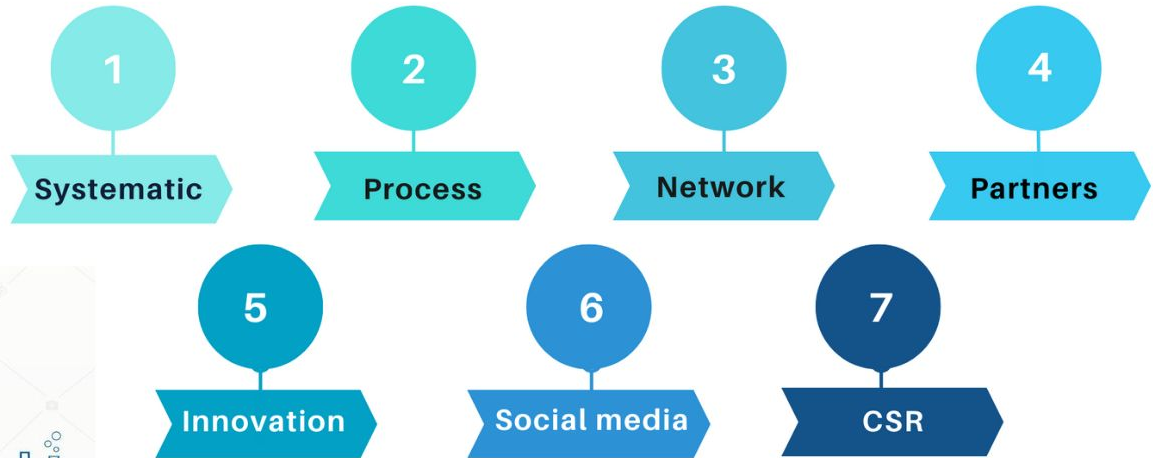 1
2
3
4
Systematic
Process
Network
Partners
5
6
7
Innovation
Social media
CSR